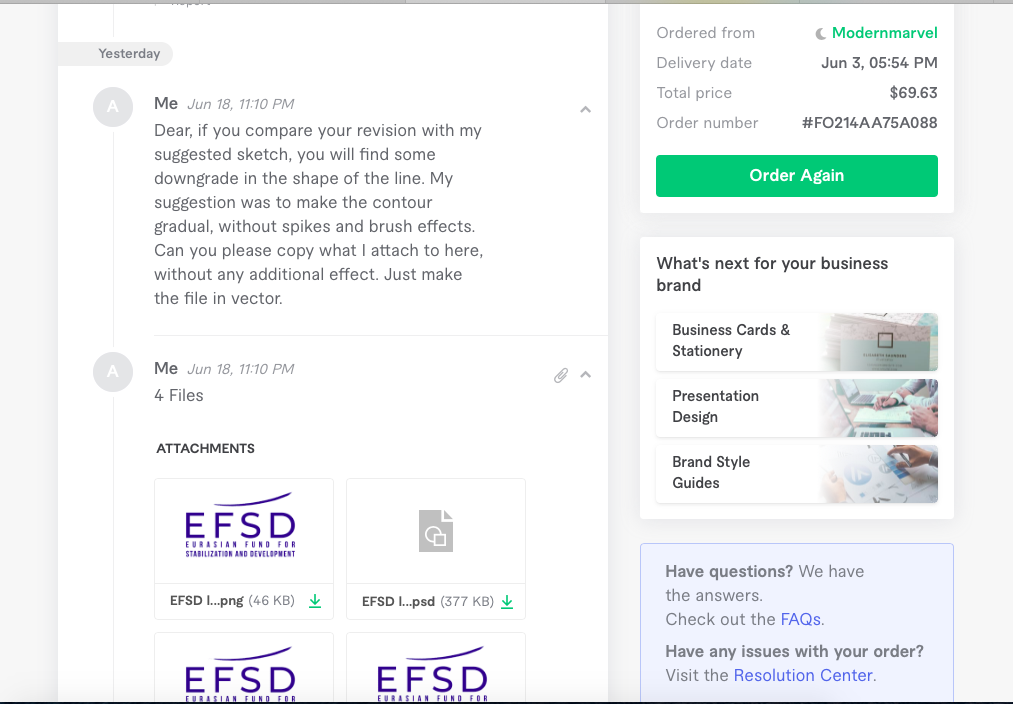 Report
Yesterday
A
Me Jun 18, 11:10 PM
Dear, if you compare your revision with my
suggested sketch, you will find some
downgrade in the shape of the line. My
suggestion was to make the contour
gradual, without spikes and brush effects.
Can you please copy what I attach to here,
without any additional effect. Just make
the file in vector.
A
Me Jun 18, 11:10 PM
4 Files
ATTACHMENTS
EFSD
EURASIAN FUND FOR
STABILIZATION AND DEVELOPMENT
EFSD l...png (46 KB)
EFSD l...psd (377 KB)
EFSD
EURASIAN FUND FOR
EFSD
EURASIAN FUND FOR
Ordered from Modernmarvel
Delivery date Jun 3, 05:54 PM
Total price $69.63
Order number #FO214AA75A088
Order Again
What's next for your business
brand
Business Cards &
Stationery
Presentation
Design
Brand Style
Guides
Have questions? We have
the answers.
Check out the FAQs.
Have any issues with your order?
Visit the Resolution Center.